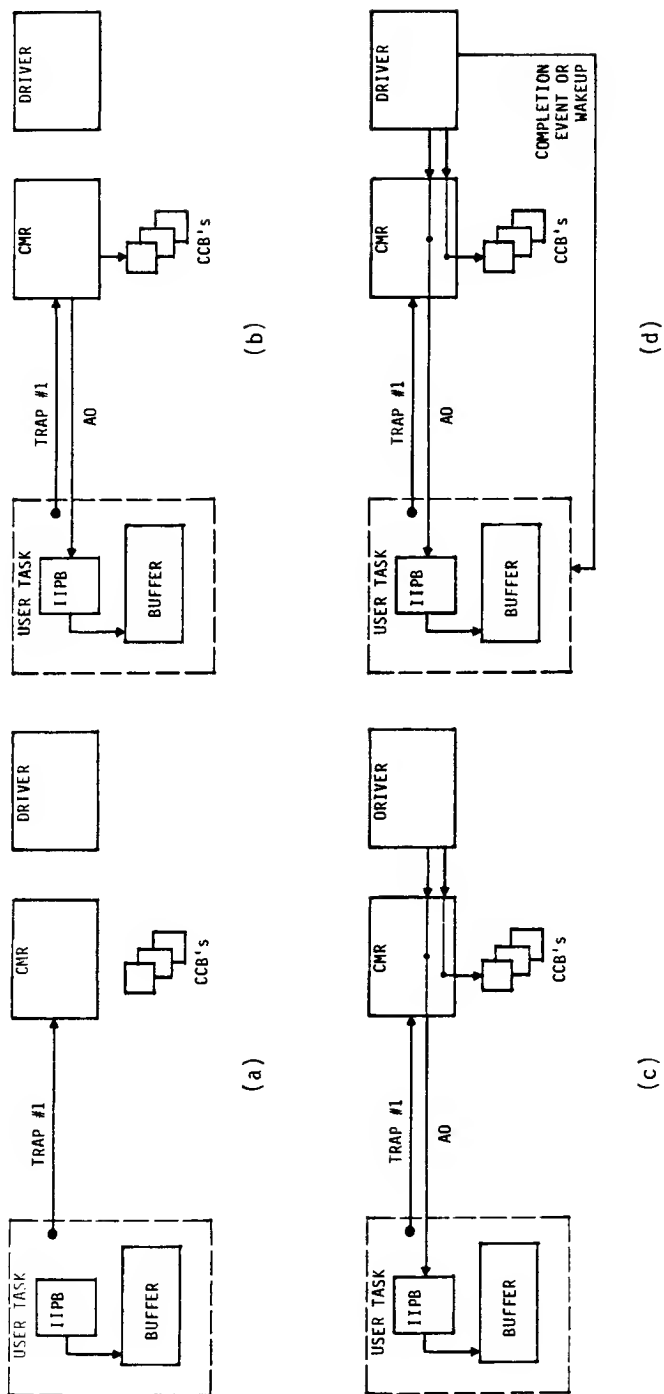 USER TASK
IIPB
BUFFER
TRAP #1
CMR
CCB's
DRIVER
(a)
USER TASK
IIPB
BUFFER
TRAP #1
A0
CMR
CCB's
DRIVER
(b)
USER TASK
IIPB
BUFFER
TRAP #1
A0
CMR
CCB's
DRIVER
(c)
USER TASK
IIPB
BUFFER
TRAP #1
A0
CMR
CCB's
DRIVER
COMPLETION
EVENT OR
WAKEUP
(d)